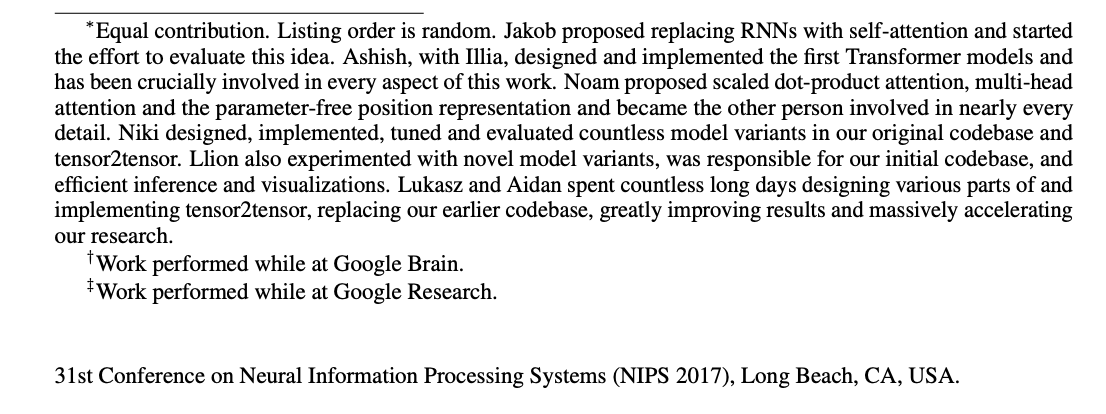 *Equal contribution. Listing order is random. Jakob proposed replacing RNNs with self-attention and started
the effort to evaluate this idea. Ashish, with Illia, designed and implemented the first Transformer models and
has been crucially involved in every aspect of this work. Noam proposed scaled dot-product attention, multi-head
attention and the parameter-free position representation and became the other person involved in nearly every
detail. Niki designed, implemented, tuned and evaluated countless model variants in our original codebase and
tensor2tensor. Llion also experimented with novel model variants, was responsible for our initial codebase, and
efficient inference and visualizations. Lukasz and Aidan spent countless long days designing various parts of and
implementing tensor2tensor, replacing our earlier codebase, greatly improving results and massively accelerating
our research.
†Work performed while at Google Brain.
‡Work performed while at Google Research.
31st Conference on Neural Information Processing Systems (NIPS 2017), Long Beach, CA, USA.